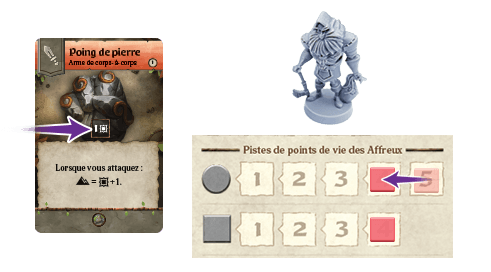 Poing de pierre
Arme de corps-à-corps
1
Lorsque vous attaquez :
= +1.
Pistes de points de vie des Affreux
1 2 3 5
1 2 3